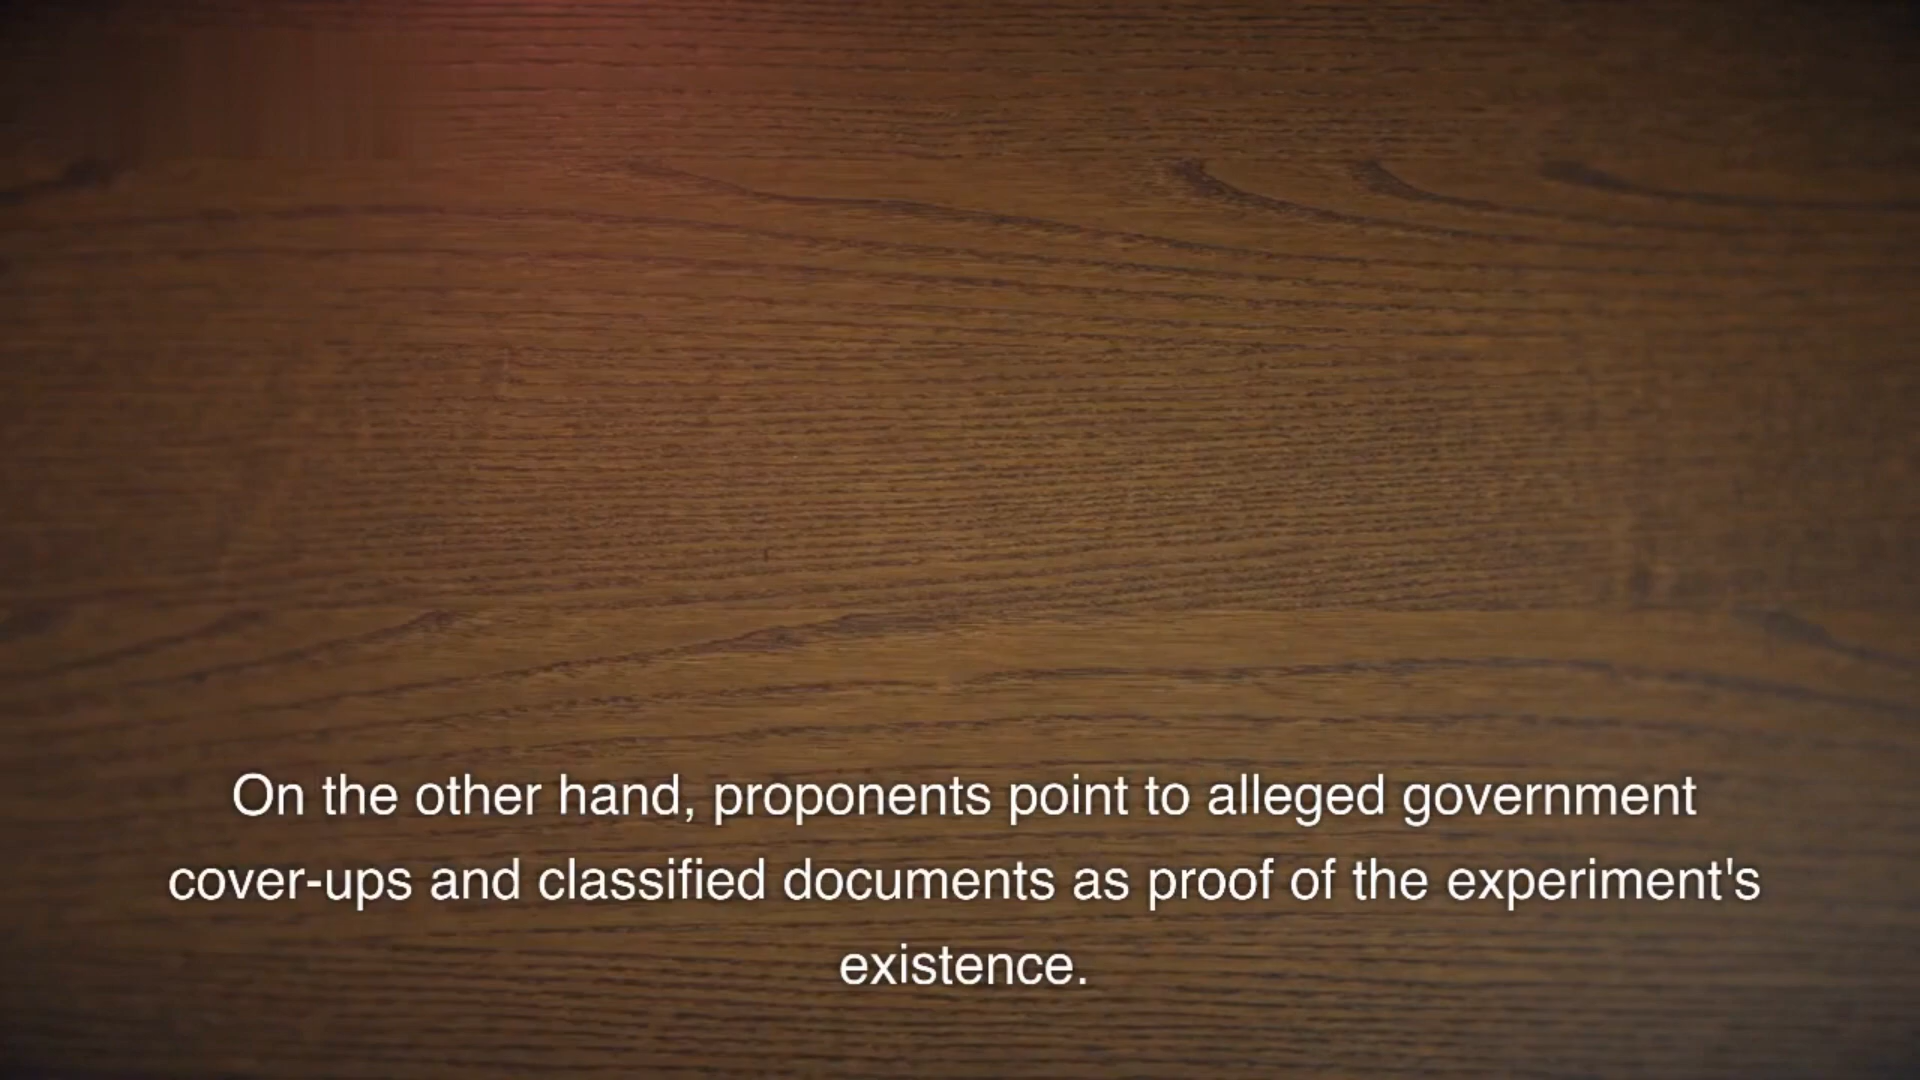 On the other hand, proponents point to alleged government
cover-ups and classified documents as proof of the experiment's
existence.